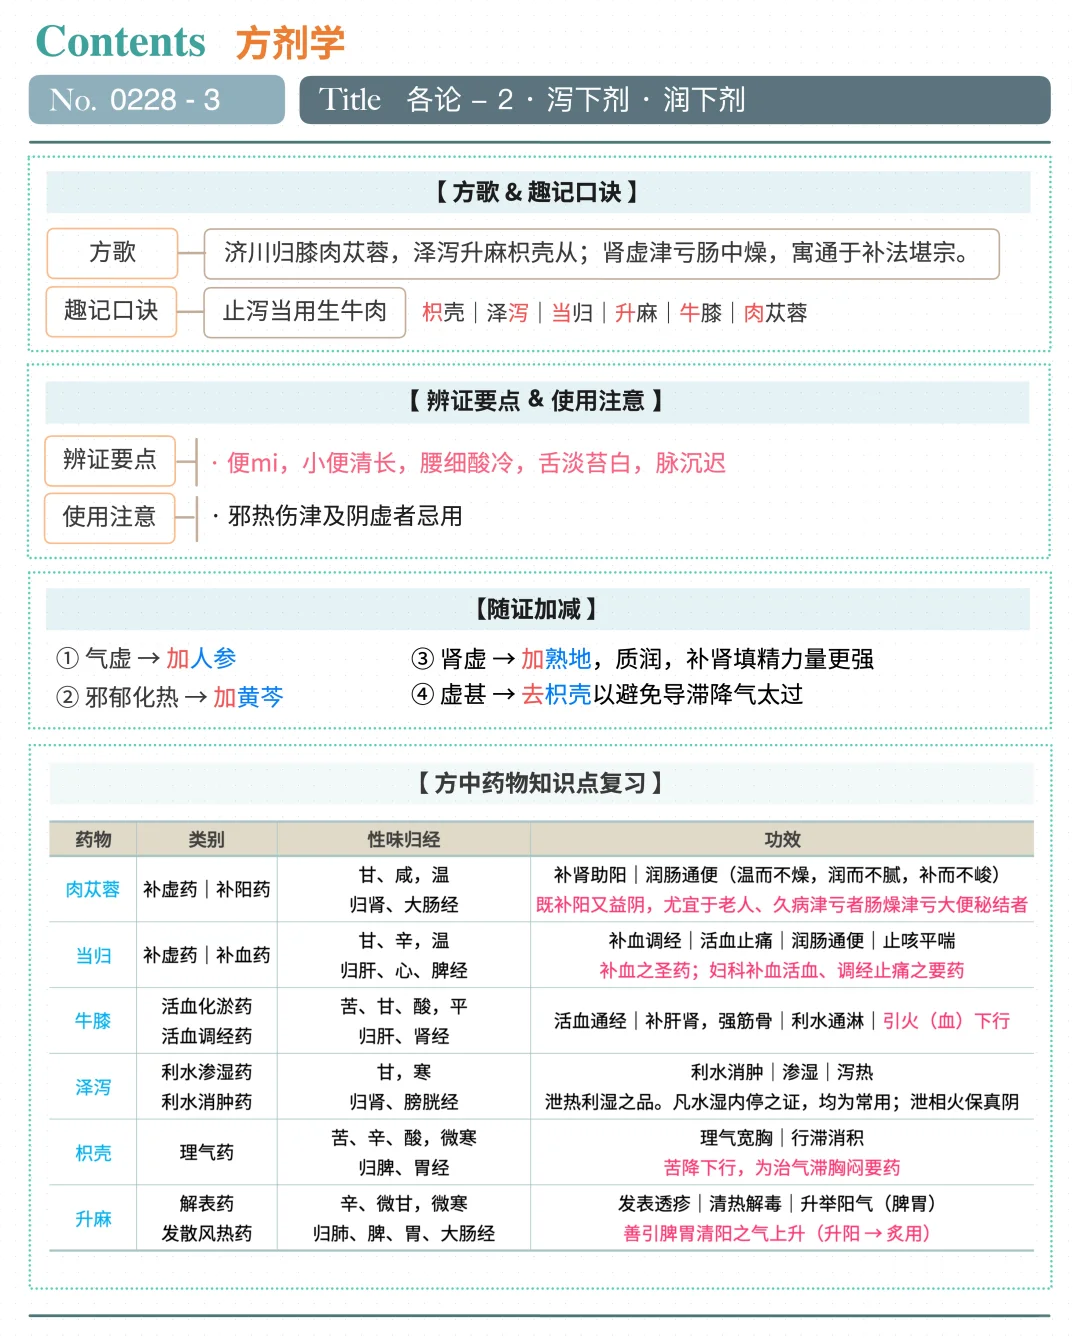 Contents 方剂学
No. 0228 - 3
Title 各论 – 2 · 泻下剂 · 润下剂
【 方歌 & 趣记口诀 】
方歌
济川归膝肉苁蓉，泽泻升麻枳壳从；肾虚津亏肠中燥，寓通于补法堪宗。
趣记口诀
止泻当用生牛肉
枳壳｜泽泻｜当归｜升麻｜牛膝｜肉苁蓉
【 辨证要点 & 使用注意 】
辨证要点
· 便mi，小便清长，腰细酸冷，舌淡苔白，脉沉迟
使用注意
· 邪热伤津及阴虚者忌用
【随证加减 】
① 气虚 → 加人参
② 邪郁化热 → 加黄芩
③ 肾虚 → 加熟地，质润，补肾填精力量更强
④ 虚甚 → 去枳壳以避免导滞降气太过
【 方中药物知识点复习 】
药物 类别 性味归经 功效
肉苁蓉
补虚药｜补阳药
甘、咸，温
归肾、大肠经
补肾助阳｜润肠通便（温而不燥，润而不腻，补而不峻）
既补阳又益阴，尤宜于老人、久病津亏者肠燥津亏大便秘结者
当归
补虚药｜补血药
甘、辛，温
归肝、心、脾经
补血调经｜活血止痛｜润肠通便｜止咳平喘
补血之圣药；妇科补血活血、调经止痛之要药
牛膝
活血化淤药
活血调经药
苦、甘、酸，平
归肝、肾经
活血通经｜补肝肾，强筋骨｜利水通淋｜引火（血）下行
泽泻
利水渗湿药
利水消肿药
甘，寒
归肾、膀胱经
利水消肿｜渗湿｜泻热
泄热利湿之品。凡水湿内停之证，均为常用；泄相火保真阴
枳壳
理气药
苦、辛、酸，微寒
归脾、胃经
理气宽胸｜行滞消积
苦降下行，为治气滞胸闷要药
升麻
解表药
发散风热药
辛、微甘，微寒
归肺、脾、胃、大肠经
发表透疹｜清热解毒｜升举阳气（脾胃）
善引脾胃清阳之气上升（升阳 → 炙用）